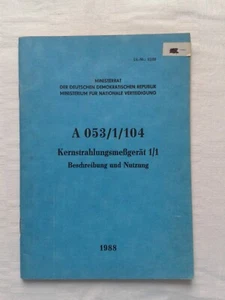 MINISTERRAT
DER DEUTSCHEN DEMOKRATISCHEN REPUBLIK
MINISTERIUM FÜR NATIONALE VERTEIDIGUNG
A 053/1/104
Kernstrahlungsmeßgerät 1/1
Beschreibung und Nutzung
1988